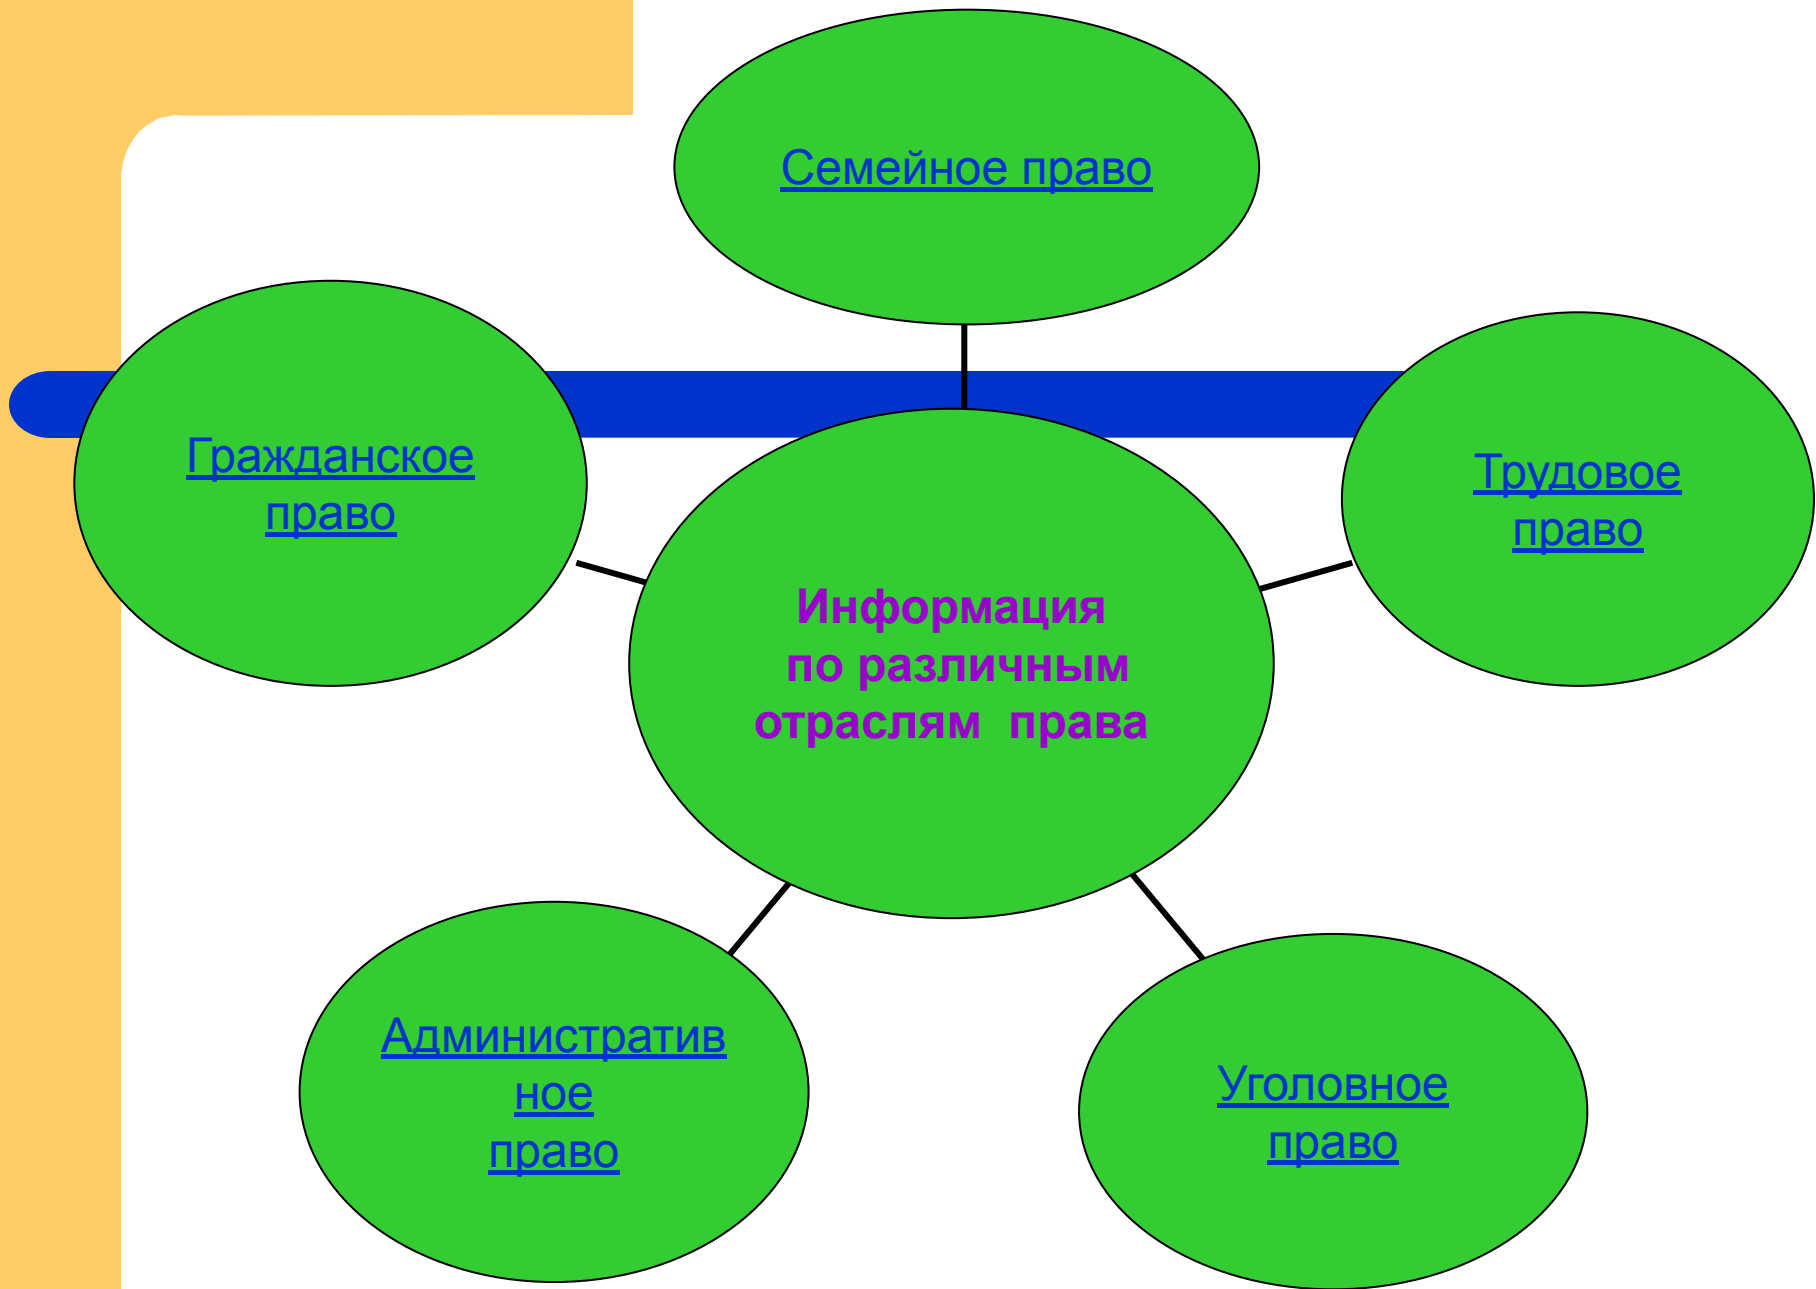 Семейное право
Гражданское
право
Трудовое
право
Информация
по различным
отраслям  права
Административ
ное
право
Уголовное
право